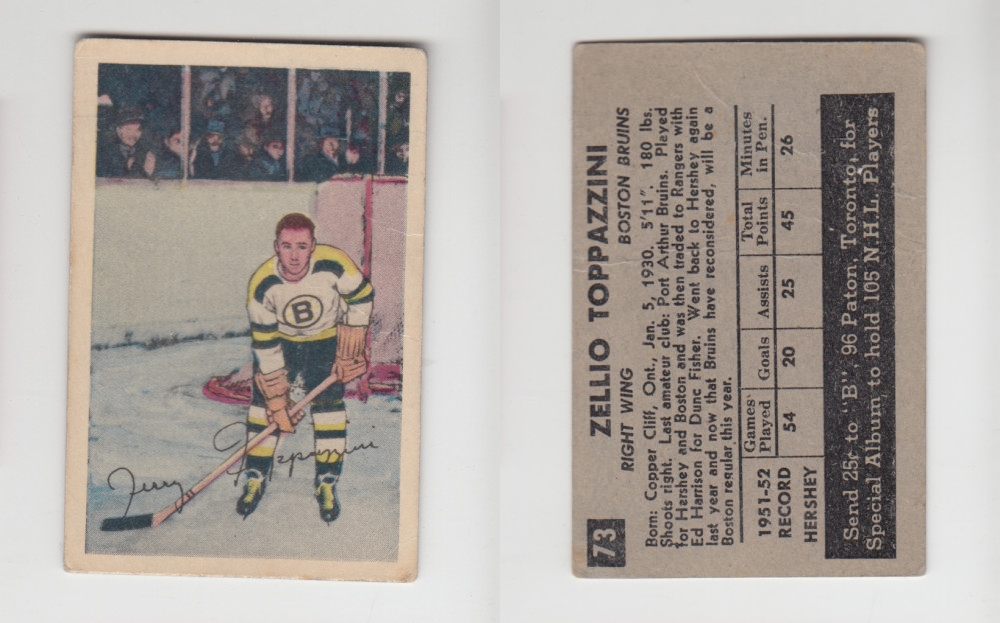 B
Jerry Toppazzini
73
ZELLIO TOPPAZZINI
RIGHT WING BOSTON BRUINS
Born: Copper Cliff, Ont., Jan. 5, 1930. 5'11". 180 lbs.
Shoots right. Last amateur club: Port Arthur Bruins. Played
for Hershey and Boston and was then traded to Rangers with
Ed Harrison for Dunc Fisher. Went back to Hershey again
last year and now that Bruins have reconsidered, will be a
Boston regular this year.
1951-52 Games Goals Assists Total Minutes
RECORD Played Points in Pen.
HERSHEY 54 20 25 45 26
Send 25¢ to "B", 96 Paton, Toronto, for
Special Album to hold 105 N.H.L. Players